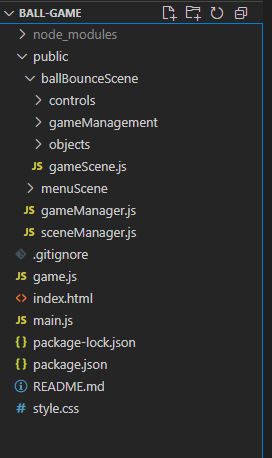 BALL-GAME
node_modules
public
ballBounceScene
controls
gameManagement
objects
JS gameScene.js
menuScene
JS gameManager.js
JS sceneManager.js
.gitignore
JS game.js
<> index.html
JS main.js
{} package-lock.json
{} package.json
README.md
# style.css